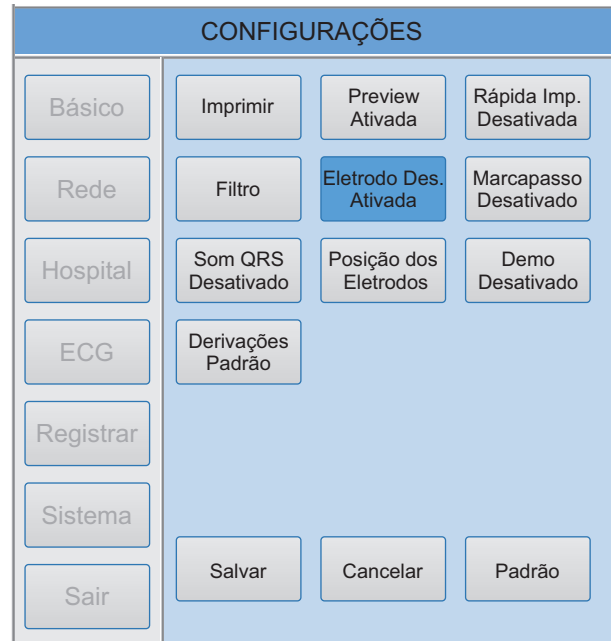 CONFIGURAÇÕES
Básico
Rede
Hospital
ECG
Registrar
Sistema
Sair
Imprimir
Preview
Ativada
Rápida Imp.
Desativada
Filtro
Eletrodo Des.
Ativada
Marcapasso
Desativado
Som QRS
Desativado
Posição dos
Eletrodos
Demo
Desativado
Derivações
Padrão
Salvar
Cancelar
Padrão